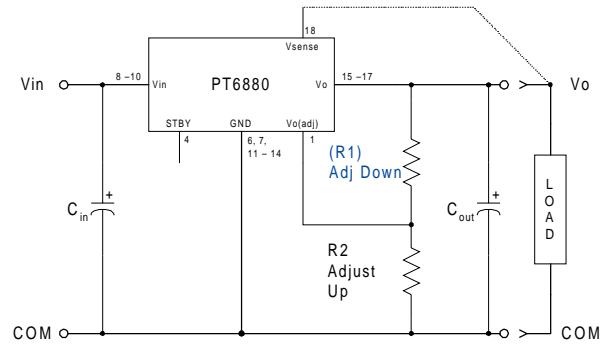 18
Vsense
Vin
8 –10
Vin
PT6880
Vo
15 –17
Vo
STBY
GND
Vo(adj)
4
6, 7,
11 – 14
1
(R1)
Adj Down
C in
+
R2
Adjust
Up
C out
+
L
O
A
D
COM
COM